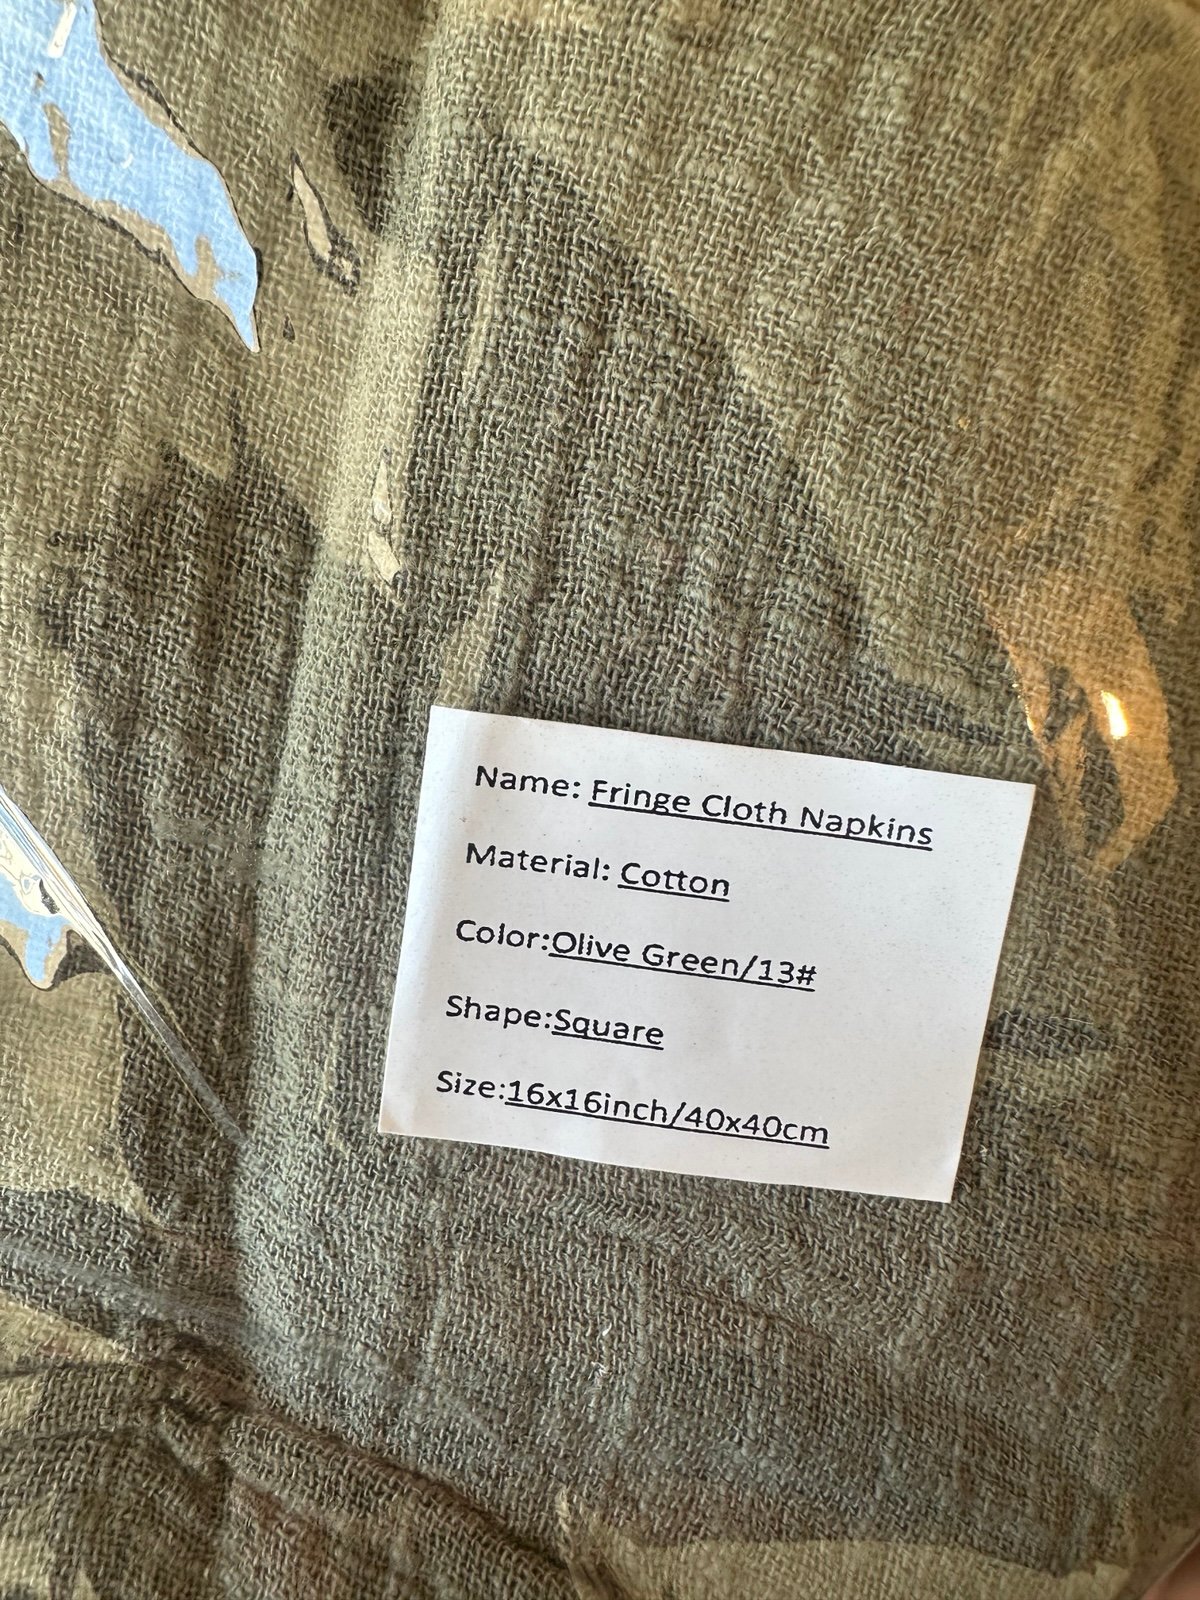 Name: Fringe Cloth Napkins
Material: Cotton
Color:Olive Green/13#
Shape:Square
Size:16x16inch/40x40cm